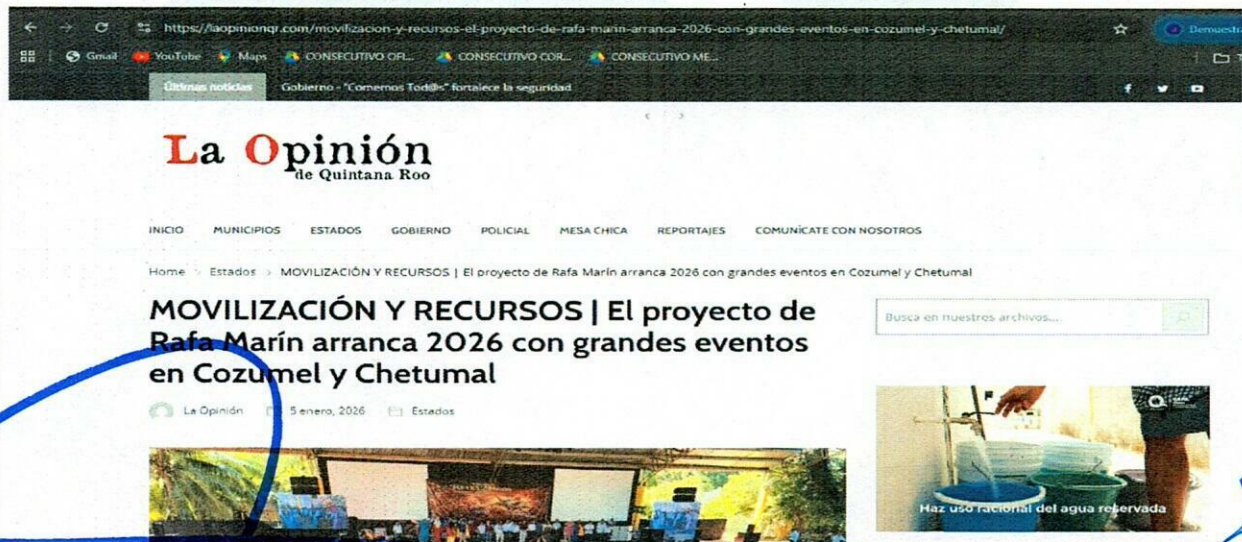 https://laopinionqr.com/movilizacion-y-recursos-el-proyecto-de-rafa-marin-arranca-2026-con-grandes-eventos-en-cozumel-y-chetumal/
Demuestra
Gmail YouTube Maps CONSECUTIVO OFI... CONSECUTIVO COR... CONSECUTIVO ME...
Últimas noticias Gobierno - "Comemos Tod@s" fortalece la seguridad
La Opinión
de Quintana Roo
INICIO MUNICIPIOS ESTADOS GOBIERNO POLICIAL MESA CHICA REPORTAJES COMUNÍCATE CON NOSOTROS
Home > Estados > MOVILIZACIÓN Y RECURSOS | El proyecto de Rafa Marín arranca 2026 con grandes eventos en Cozumel y Chetumal
MOVILIZACIÓN Y RECURSOS | El proyecto de
Rafa Marín arranca 2026 con grandes eventos
en Cozumel y Chetumal
La Opinión 5 enero, 2026 Estados
Busca en nuestros archivos...
Haz uso racional del agua reservada